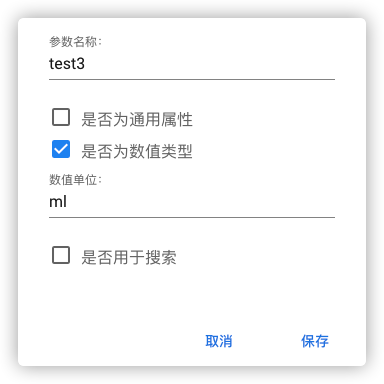 参数名称：
test3
是否为通用属性
是否为数值类型
数值单位：
ml
是否用于搜索
取消 保存